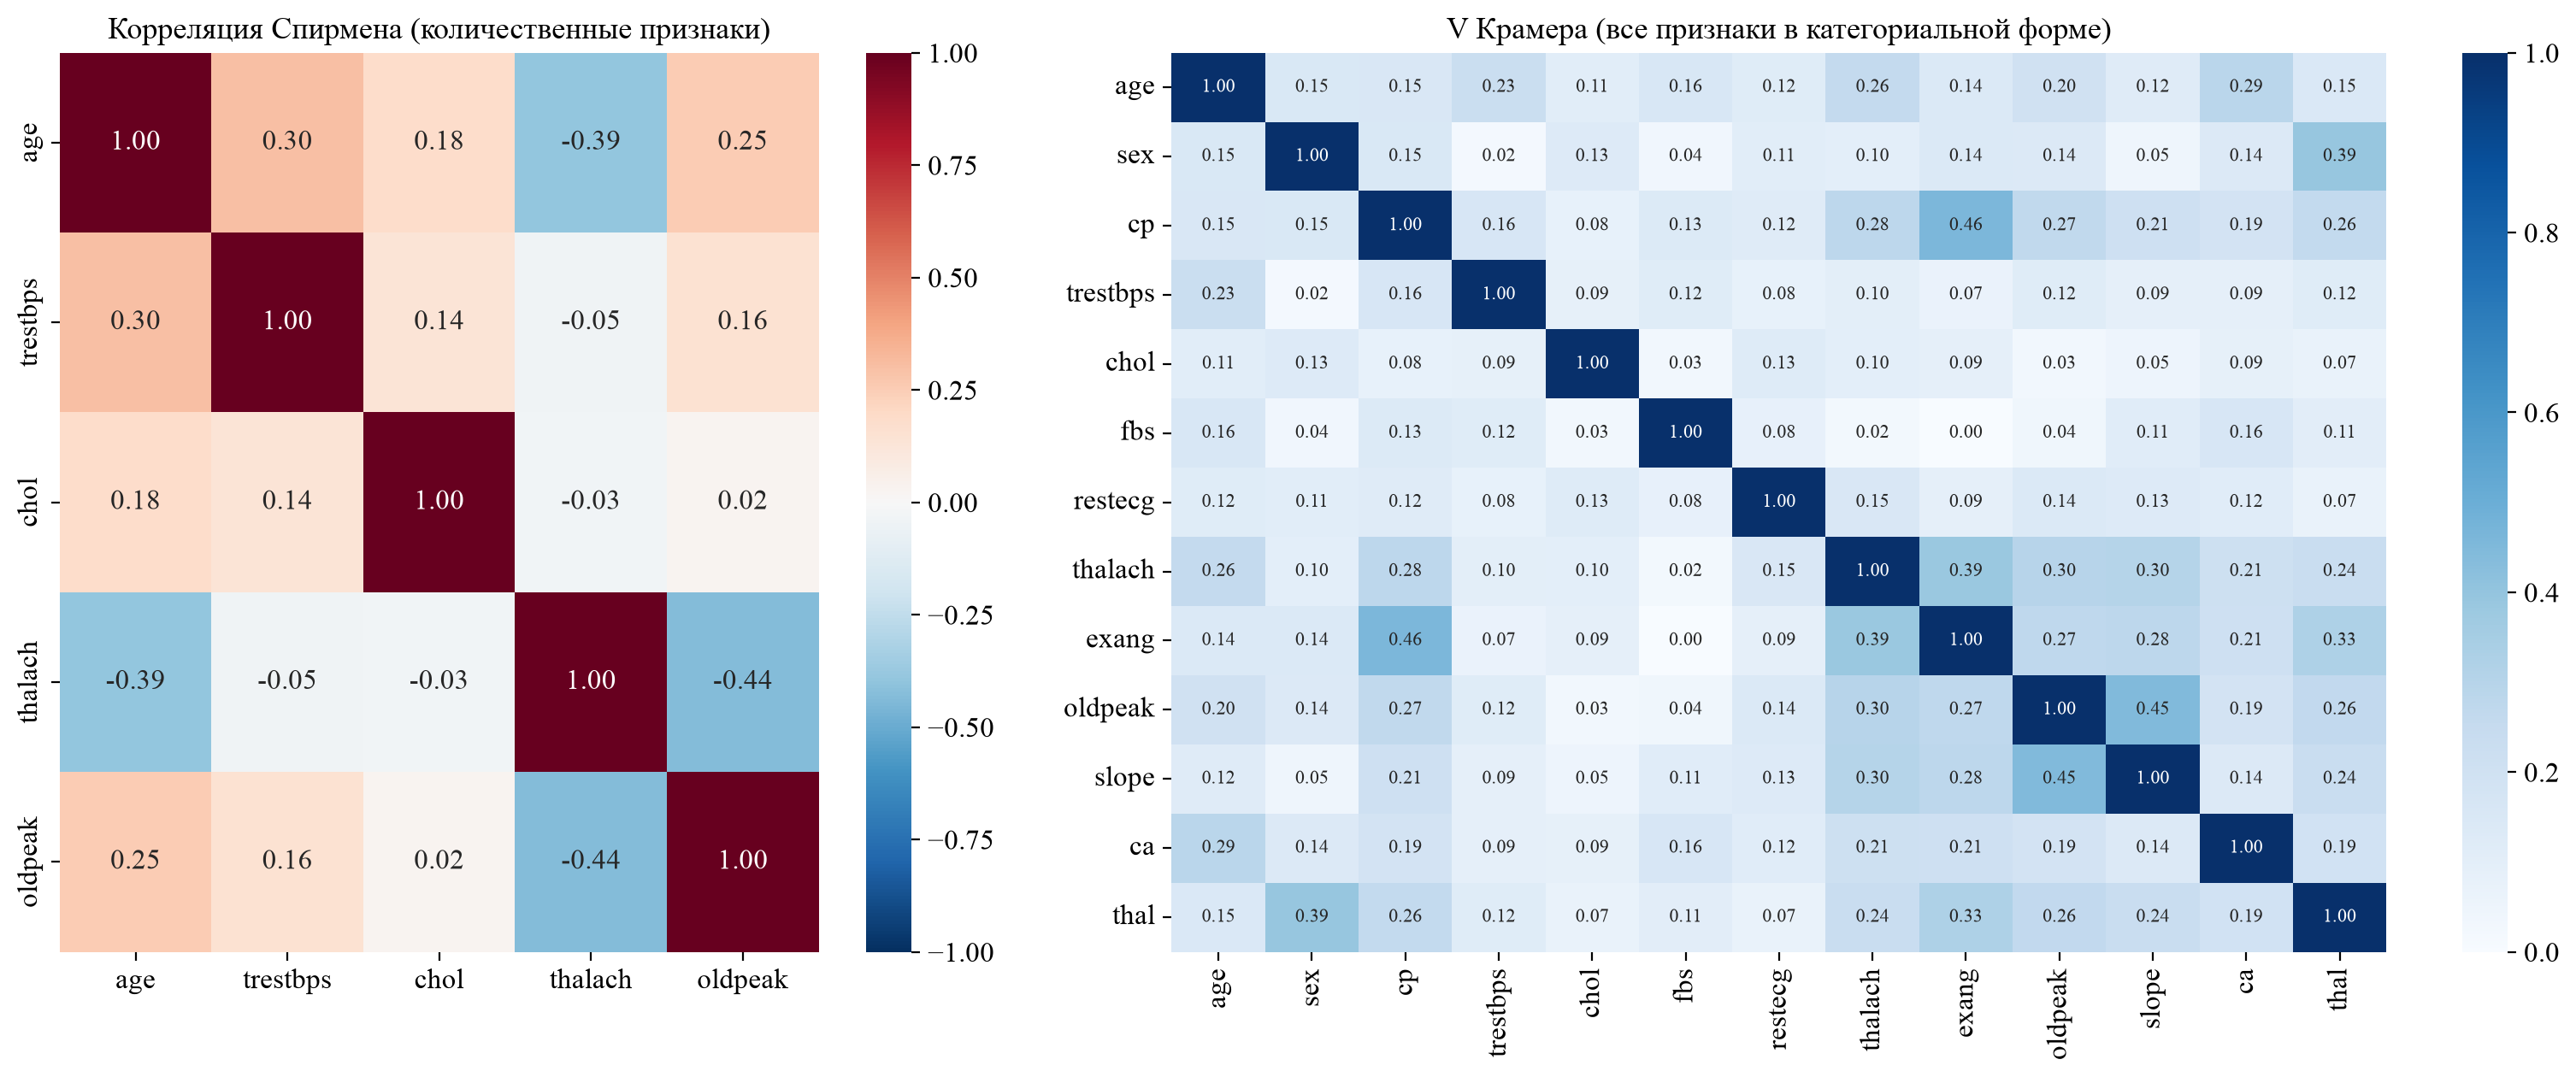 Корреляция Спирмена (количественные признаки)
age 1.00 0.30 0.18 -0.39 0.25
trestbps 0.30 1.00 0.14 -0.05 0.16
chol 0.18 0.14 1.00 -0.03 0.02
thalach -0.39 -0.05 -0.03 1.00 -0.44
oldpeak 0.25 0.16 0.02 -0.44 1.00
age trestbps chol thalach oldpeak
1.00
0.75
0.50
0.25
0.00
−0.25
−0.50
−0.75
−1.00
V Крамера (все признаки в категориальной форме)
age 1.00 0.15 0.15 0.23 0.11 0.16 0.12 0.26 0.14 0.20 0.12 0.29 0.15
sex 0.15 1.00 0.15 0.02 0.13 0.04 0.11 0.10 0.14 0.14 0.05 0.14 0.39
cp 0.15 0.15 1.00 0.16 0.08 0.13 0.12 0.28 0.46 0.27 0.21 0.19 0.26
trestbps 0.23 0.02 0.16 1.00 0.09 0.12 0.08 0.10 0.07 0.12 0.09 0.09 0.12
chol 0.11 0.13 0.08 0.09 1.00 0.03 0.13 0.10 0.09 0.03 0.05 0.09 0.07
fbs 0.16 0.04 0.13 0.12 0.03 1.00 0.08 0.02 0.00 0.04 0.11 0.16 0.11
restecg 0.12 0.11 0.12 0.08 0.13 0.08 1.00 0.15 0.09 0.14 0.13 0.12 0.07
thalach 0.26 0.10 0.28 0.10 0.10 0.02 0.15 1.00 0.39 0.30 0.30 0.21 0.24
exang 0.14 0.14 0.46 0.07 0.09 0.00 0.09 0.39 1.00 0.27 0.28 0.21 0.33
oldpeak 0.20 0.14 0.27 0.12 0.03 0.04 0.14 0.30 0.27 1.00 0.45 0.19 0.26
slope 0.12 0.05 0.21 0.09 0.05 0.11 0.13 0.30 0.28 0.45 1.00 0.14 0.24
ca 0.29 0.14 0.19 0.09 0.09 0.16 0.12 0.21 0.21 0.19 0.14 1.00 0.19
thal 0.15 0.39 0.26 0.12 0.07 0.11 0.07 0.24 0.33 0.26 0.24 0.19 1.00
age sex cp trestbps chol fbs restecg thalach exang oldpeak slope ca thal
1.0
0.8
0.6
0.4
0.2
0.0